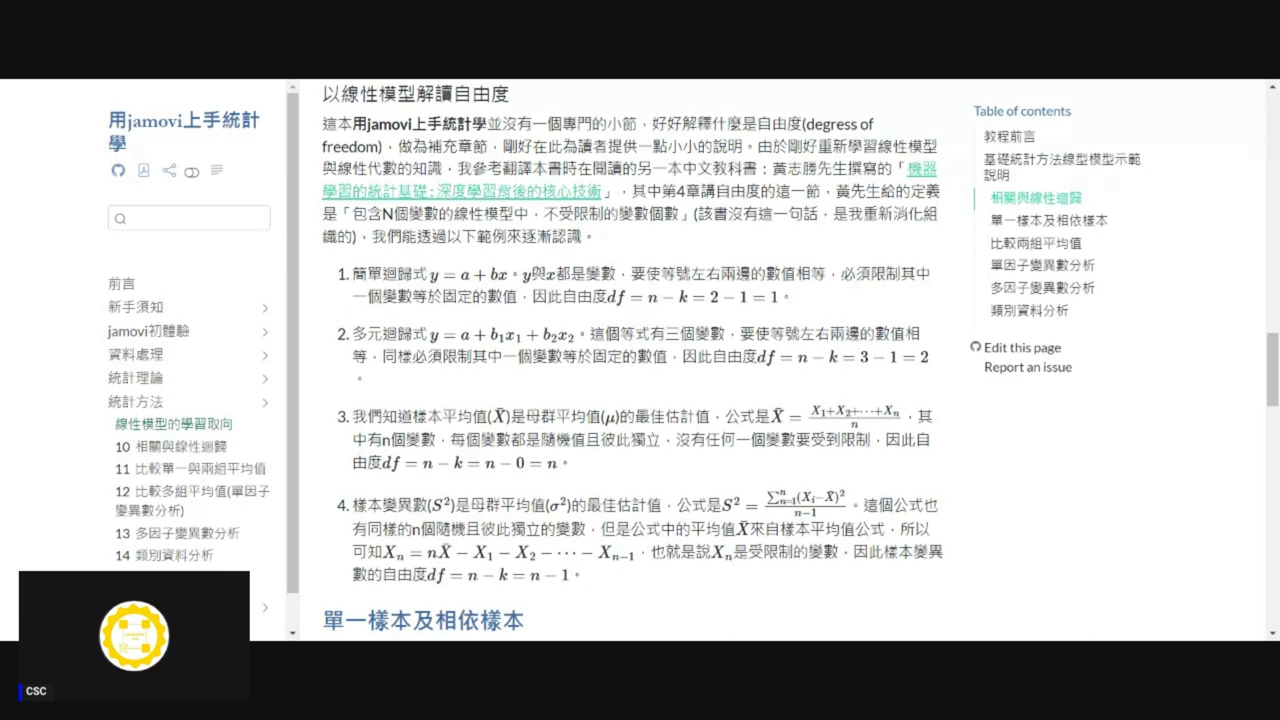 用jamovi上手統計
學
前言
新手須知
jamovi初體驗
資料處理
統計理論
統計方法
線性模型的學習取向
10 相關與線性迴歸
11 比較單一與兩組平均值
12 比較多組平均值(單因子
變異數分析)
13 多因子變異數分析
14 類別資料分析
CSC
以線性模型解讀自由度
這本用jamovi上手統計學並沒有一個專門的小節，好好解釋什麼是自由度(degress of
freedom)，做為補充章節，剛好在此為讀者提供一點小小的說明。由於剛好重新學習線性模型
與線性代數的知識，我參考翻譯本書時在閱讀的另一本中文教科書：黃志勝先生撰寫的「機器
學習的統計基礎 : 深度學習背後的核心技術」，其中第4章講自由度的這一節，黃先生給的定義
是「包含N個變數的線性模型中，不受限制的變數個數」(該書沒有這一句話，是我重新消化組
織的)，我們能透過以下範例來逐漸認識。
1. 簡單迴歸式 y = a + bx。y與x都是變數，要使等號左右兩邊的數值相等，必須限制其中
一個變數等於固定的數值，因此自由度df = n − k = 2 − 1 = 1。
2. 多元迴歸式 y = a + b₁x₁ + b₂x₂。這個等式有三個變數，要使等號左右兩邊的數值相
等，同樣必須限制其中一個變數等於固定的數值，因此自由度df = n − k = 3 − 1 = 2
。
3. 我們知道樣本平均值(X̄)是母群平均值(μ)的最佳估計值，公式是X̄ = (X₁+X₂+⋯+Xₙ)/n，其
中有n個變數，每個變數都是隨機值且彼此獨立，沒有任何一個變數要受到限制，因此自
由度df = n − k = n − 0 = n。
4. 樣本變異數(S²)是母群平均值(σ²)的最佳估計值，公式是S² = ∑ⁿₙ₌₁(Xᵢ−X̄)²/(n−1)。這個公式也
有同樣的n個隨機且彼此獨立的變數，但是公式中的平均值X̄來自樣本平均值公式，所以
可知Xₙ = nX̄ − X₁ − X₂ − ⋯ − Xₙ₋₁，也就是說Xₙ是受限制的變數，因此樣本變異
數的自由度df = n − k = n − 1。
單一樣本及相依樣本
Table of contents
教程前言
基礎統計方法線型模型示範
說明
相關與線性迴歸
單一樣本及相依樣本
比較兩組平均值
單因子變異數分析
多因子變異數分析
類別資料分析
Edit this page
Report an issue